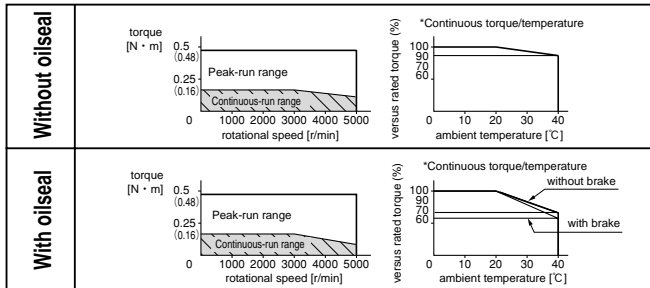 Without oilseal
torque
[N・m]
0.5
(0.48)
0.25
(0.16)
Peak-run range
Continuous-run range
0 1000 2000 3000 4000 5000
rotational speed [r/min]
*Continuous torque/temperature
versus rated torque (%)
100
90
70
60
0 10 20 30 40
ambient temperature [℃]
With oilseal
torque
[N・m]
0.5
(0.48)
0.25
(0.16)
Peak-run range
Continuous-run range
0 1000 2000 3000 4000 5000
rotational speed [r/min]
*Continuous torque/temperature
versus rated torque (%)
100
90
70
60
without brake
with brake
0 10 20 30 40
ambient temperature [℃]